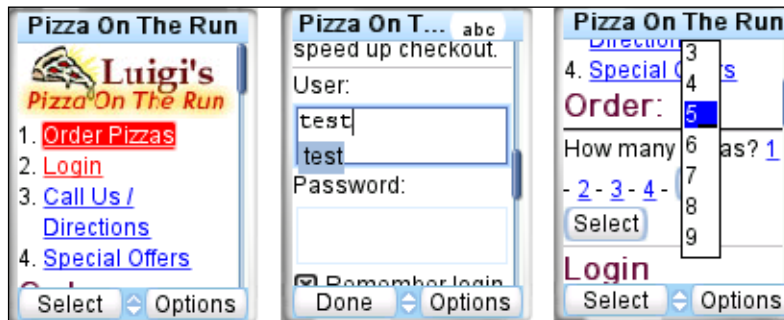 Pizza On The Run
Luigi's
Pizza On The Run
1. Order Pizzas
2. Login
3. Call Us /
Directions
4. Special Offers
Select
Options
Pizza On T...
abc
speed up checkout.
User:
test
test
Password:
Remember login
Done
Options
Pizza On The Run
Direction
4. Special O rs
Order:
How many as? 1
- 2 - 3 - 4 -
3
4
5
6
7
8
9
Select
Login
Select
Options